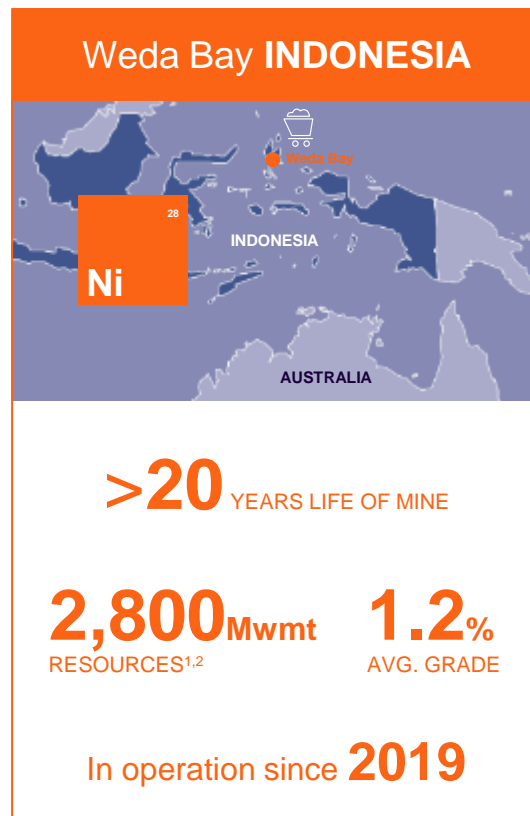 Weda Bay INDONESIA
Weda Bay
28
INDONESIA
Ni
AUSTRALIA
>20 YEARS LIFE OF MINE
2,800Mwmt
RESOURCES1,2
1.2%
AVG. GRADE
In operation since 2019